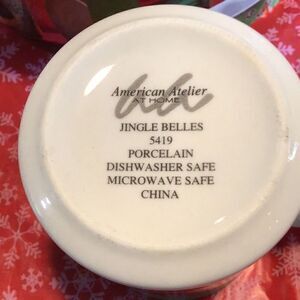 American Atelier
AT HOME
JINGLE BELLES
5419
PORCELAIN
DISHWASHER SAFE
MICROWAVE SAFE
CHINA